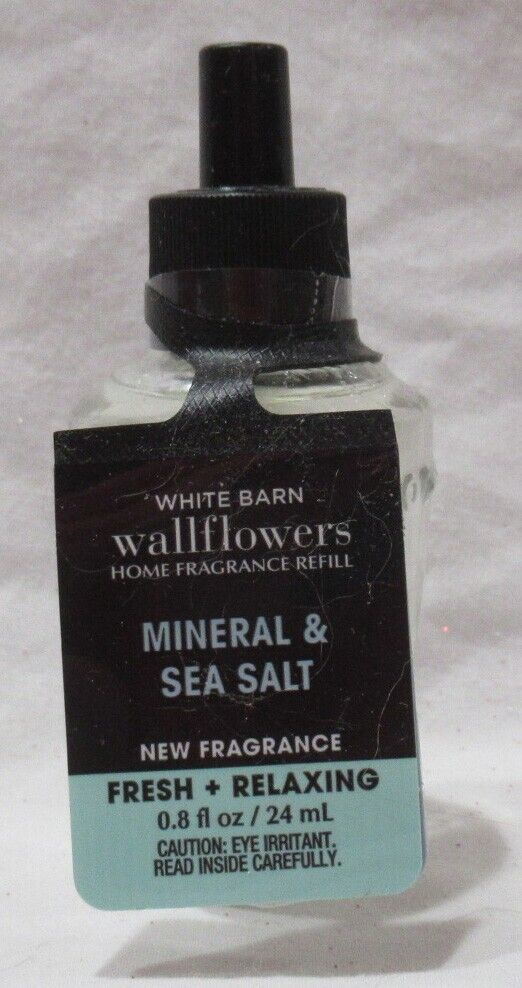 WHITE BARN
wallflowers
HOME FRAGRANCE REFILL
MINERAL &
SEA SALT
NEW FRAGRANCE
FRESH + RELAXING
0.8 fl oz / 24 mL
CAUTION: EYE IRRITANT.
READ INSIDE CAREFULLY.